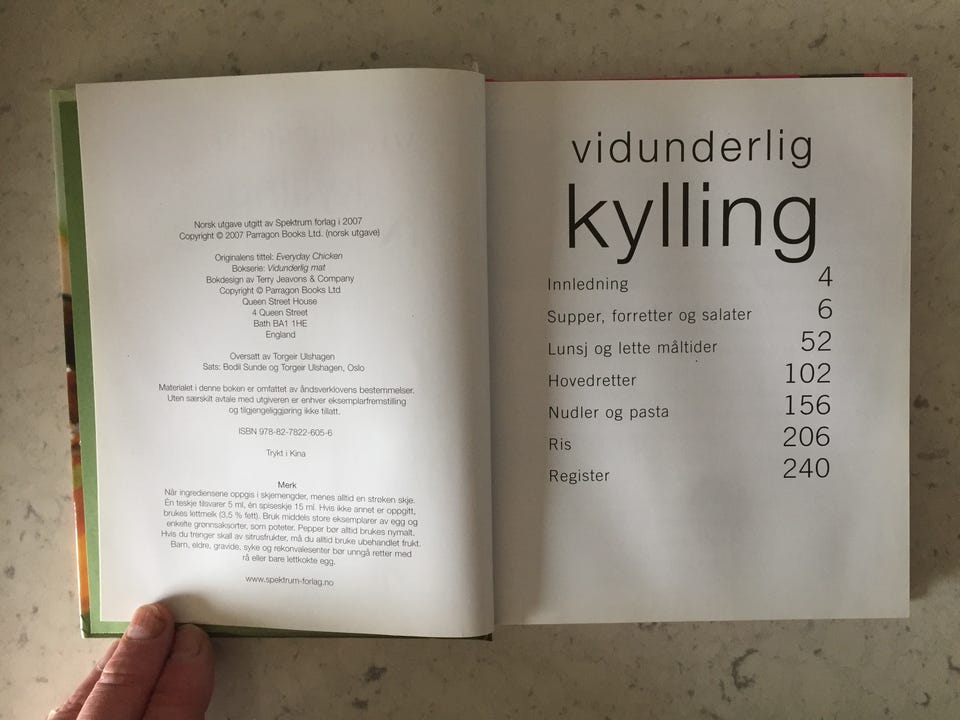 Norsk utgave utgitt av Spektrum forlag i 2007
Copyright © 2007 Parragon Books Ltd. (norsk utgave)
Originalens tittel: Everyday Chicken
Bokserie: Vidunderlig mat
Bokdesign av Terry Jeavons & Company
Copyright © Parragon Books Ltd
Queen Street House
4 Queen Street
Bath BA1 1HE
England
Oversatt av Torgeir Ulshagen
Sats: Bodil Sunde og Torgeir Ulshagen, Oslo
Materialet i denne boken er omfattet av åndsverklovens bestemmelser.
Uten særskilt avtale med utgiveren er enhver eksemplarfremstilling
og tilgjengeliggjøring ikke tillatt.
ISBN 978-82-7822-605-6
Trykt i Kina
Merk
Når ingrediensene oppgis i skjemengder, menes alltid en strøken skje.
Én teskje tilsvarer 5 ml, én spiseskje 15 ml. Hvis ikke annet er oppgitt,
brukes lettmelk (3,5 % fett). Bruk middels store eksemplarer av egg og
enkelte grønnsaksorter, som poteter. Pepper bør alltid brukes nymalt.
Hvis du trenger skall av sitrusfrukter, må du alltid bruke ubehandlet frukt.
Barn, eldre, gravide, syke og rekonvalesenter bør unngå retter med
rå eller bare lettkokte egg.
www.spektrum-forlag.no
vidunderlig
kylling
Innledning 4
Supper, forretter og salater 6
Lunsj og lette måltider 52
Hovedretter 102
Nudler og pasta 156
Ris 206
Register 240